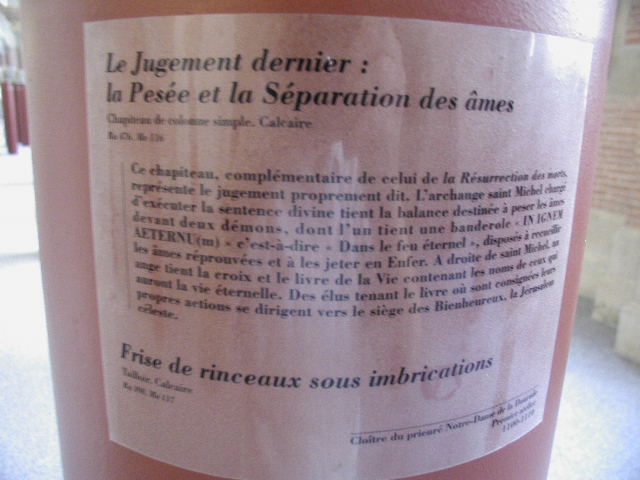 Le Jugement dernier :
la Pesée et la Séparation des âmes
Chapiteau de colonne simple. Calcaire
Ce chapiteau, complémentaire de celui de la Résurrection des morts,
représente le jugement proprement dit. L'archange saint Michel chargé
d'exécuter la sentence divine tient la balance destinée à peser les âmes
devant deux démons, dont l'un tient une banderole « IN IGNEM
AETERNU(m) » c'est-à-dire « Dans le feu éternel », disposés à recueillir
les âmes réprouvées et à les jeter en Enfer. A droite de saint Michel, un
ange tient la croix et le livre de la Vie contenant les noms de ceux qui
auront la vie éternelle. Des élus tenant le livre où sont consignées leurs
propres actions se dirigent vers le siège des Bienheureux, la Jérusalem
céleste.
Frise de rinceaux sous imbrications
Tailloir. Calcaire
Cloître du prieuré Notre-Dame de la Daurade
Premier atelier
1100-1110